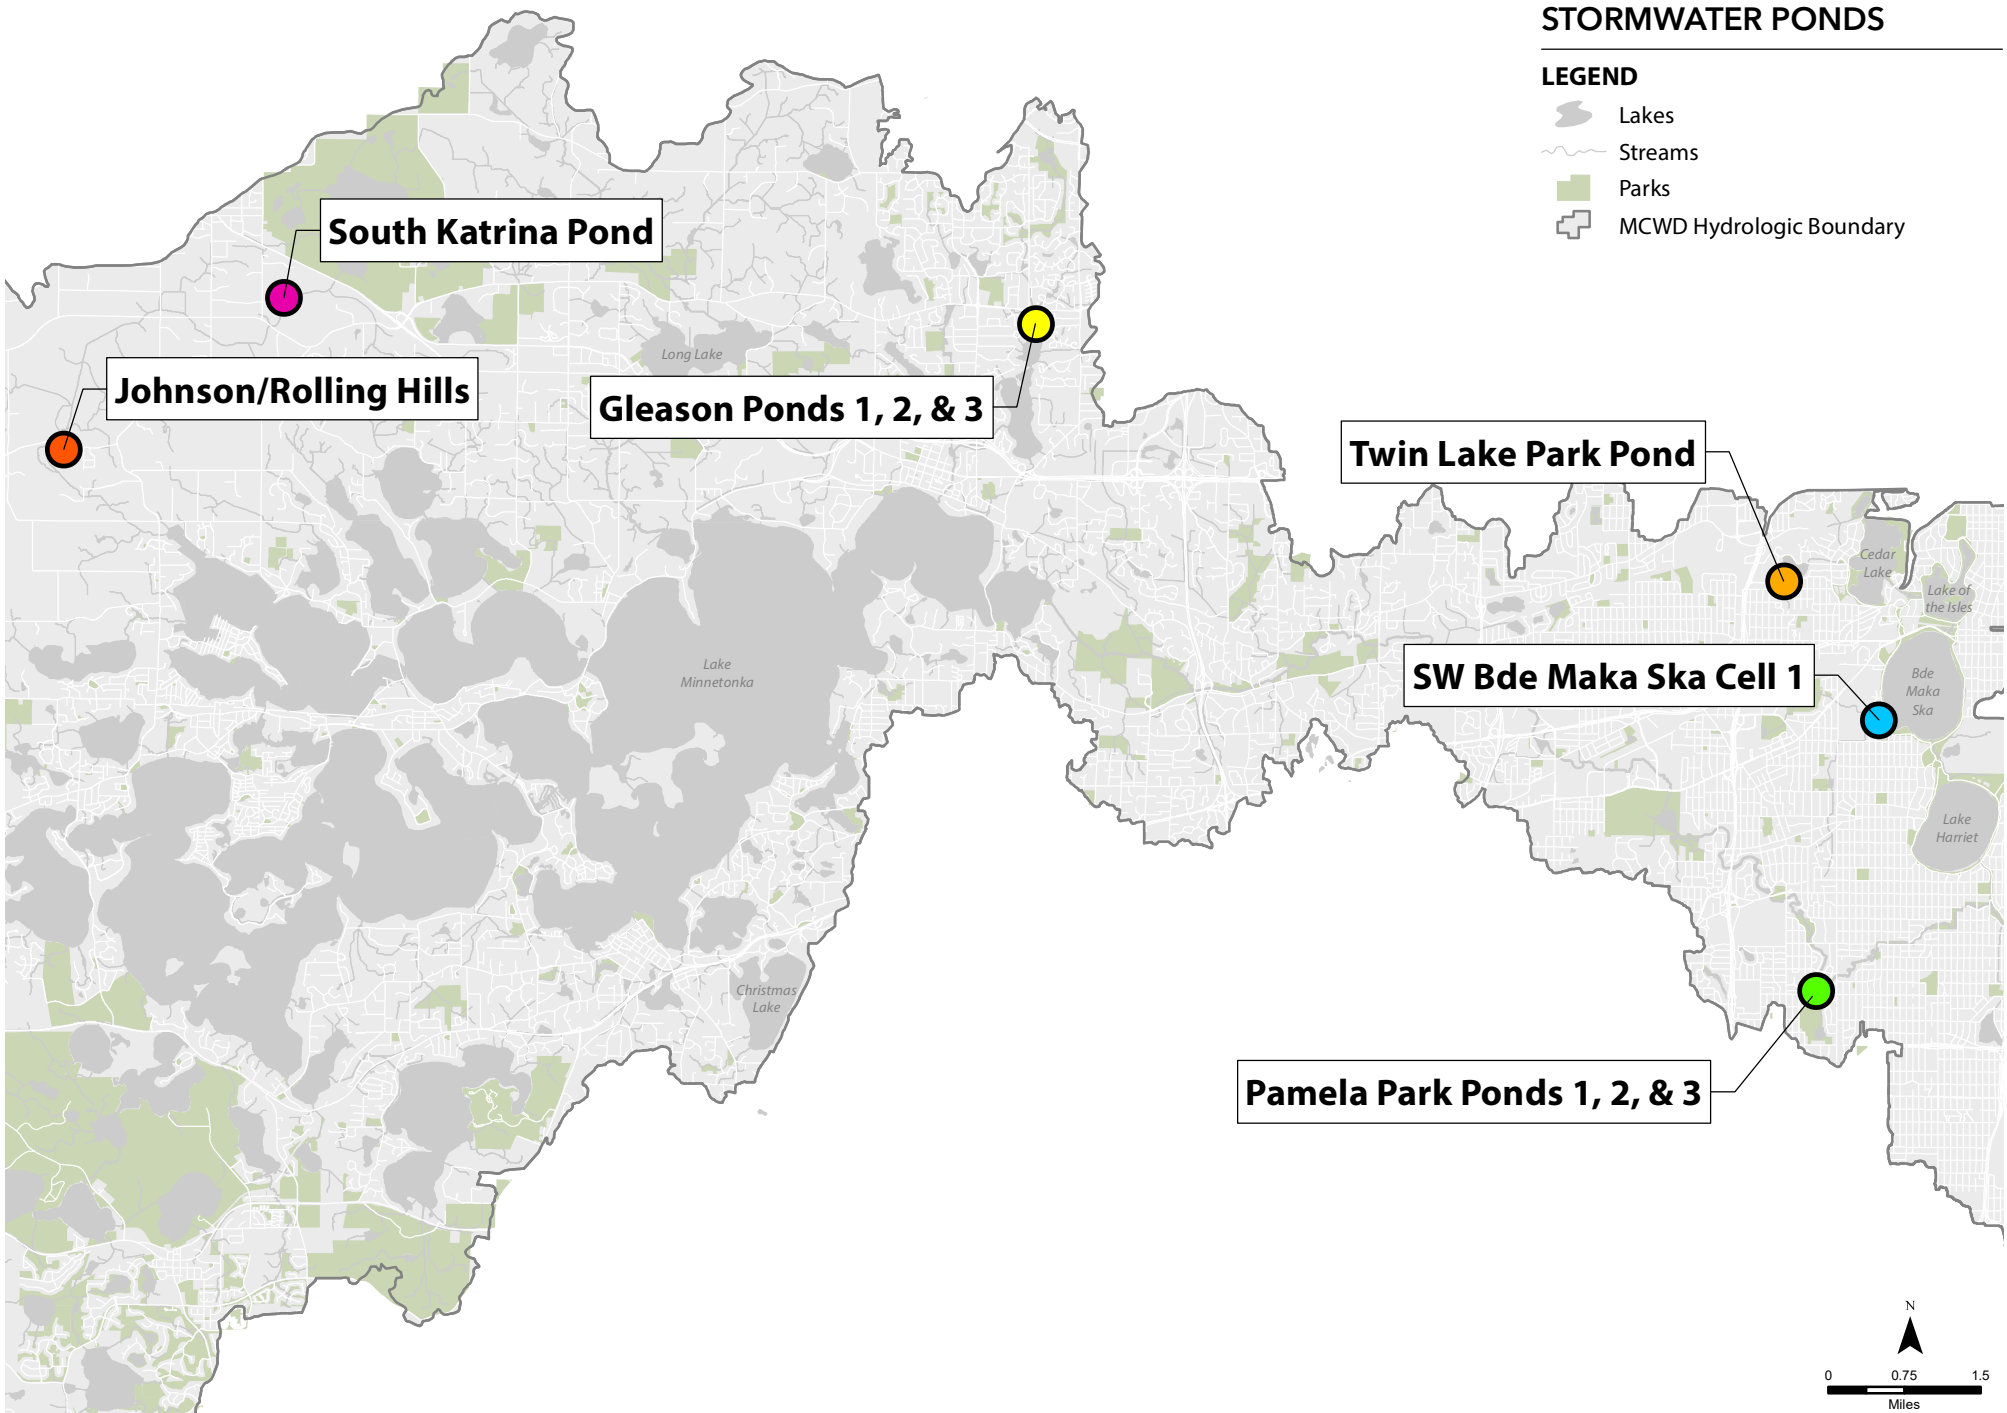 STORMWATER PONDS
LEGEND
Lakes
Streams
Parks
MCWD Hydrologic Boundary
South Katrina Pond
Johnson/Rolling Hills
Long Lake
Gleason Ponds 1, 2, & 3
Twin Lake Park Pond
Cedar
Lake
Lake of
the Isles
Lake
Minnetonka
SW Bde Maka Ska Cell 1
Bde
Maka
Ska
Lake
Harriet
Christmas
Lake
Pamela Park Ponds 1, 2, & 3
N
0 0.75 1.5
Miles